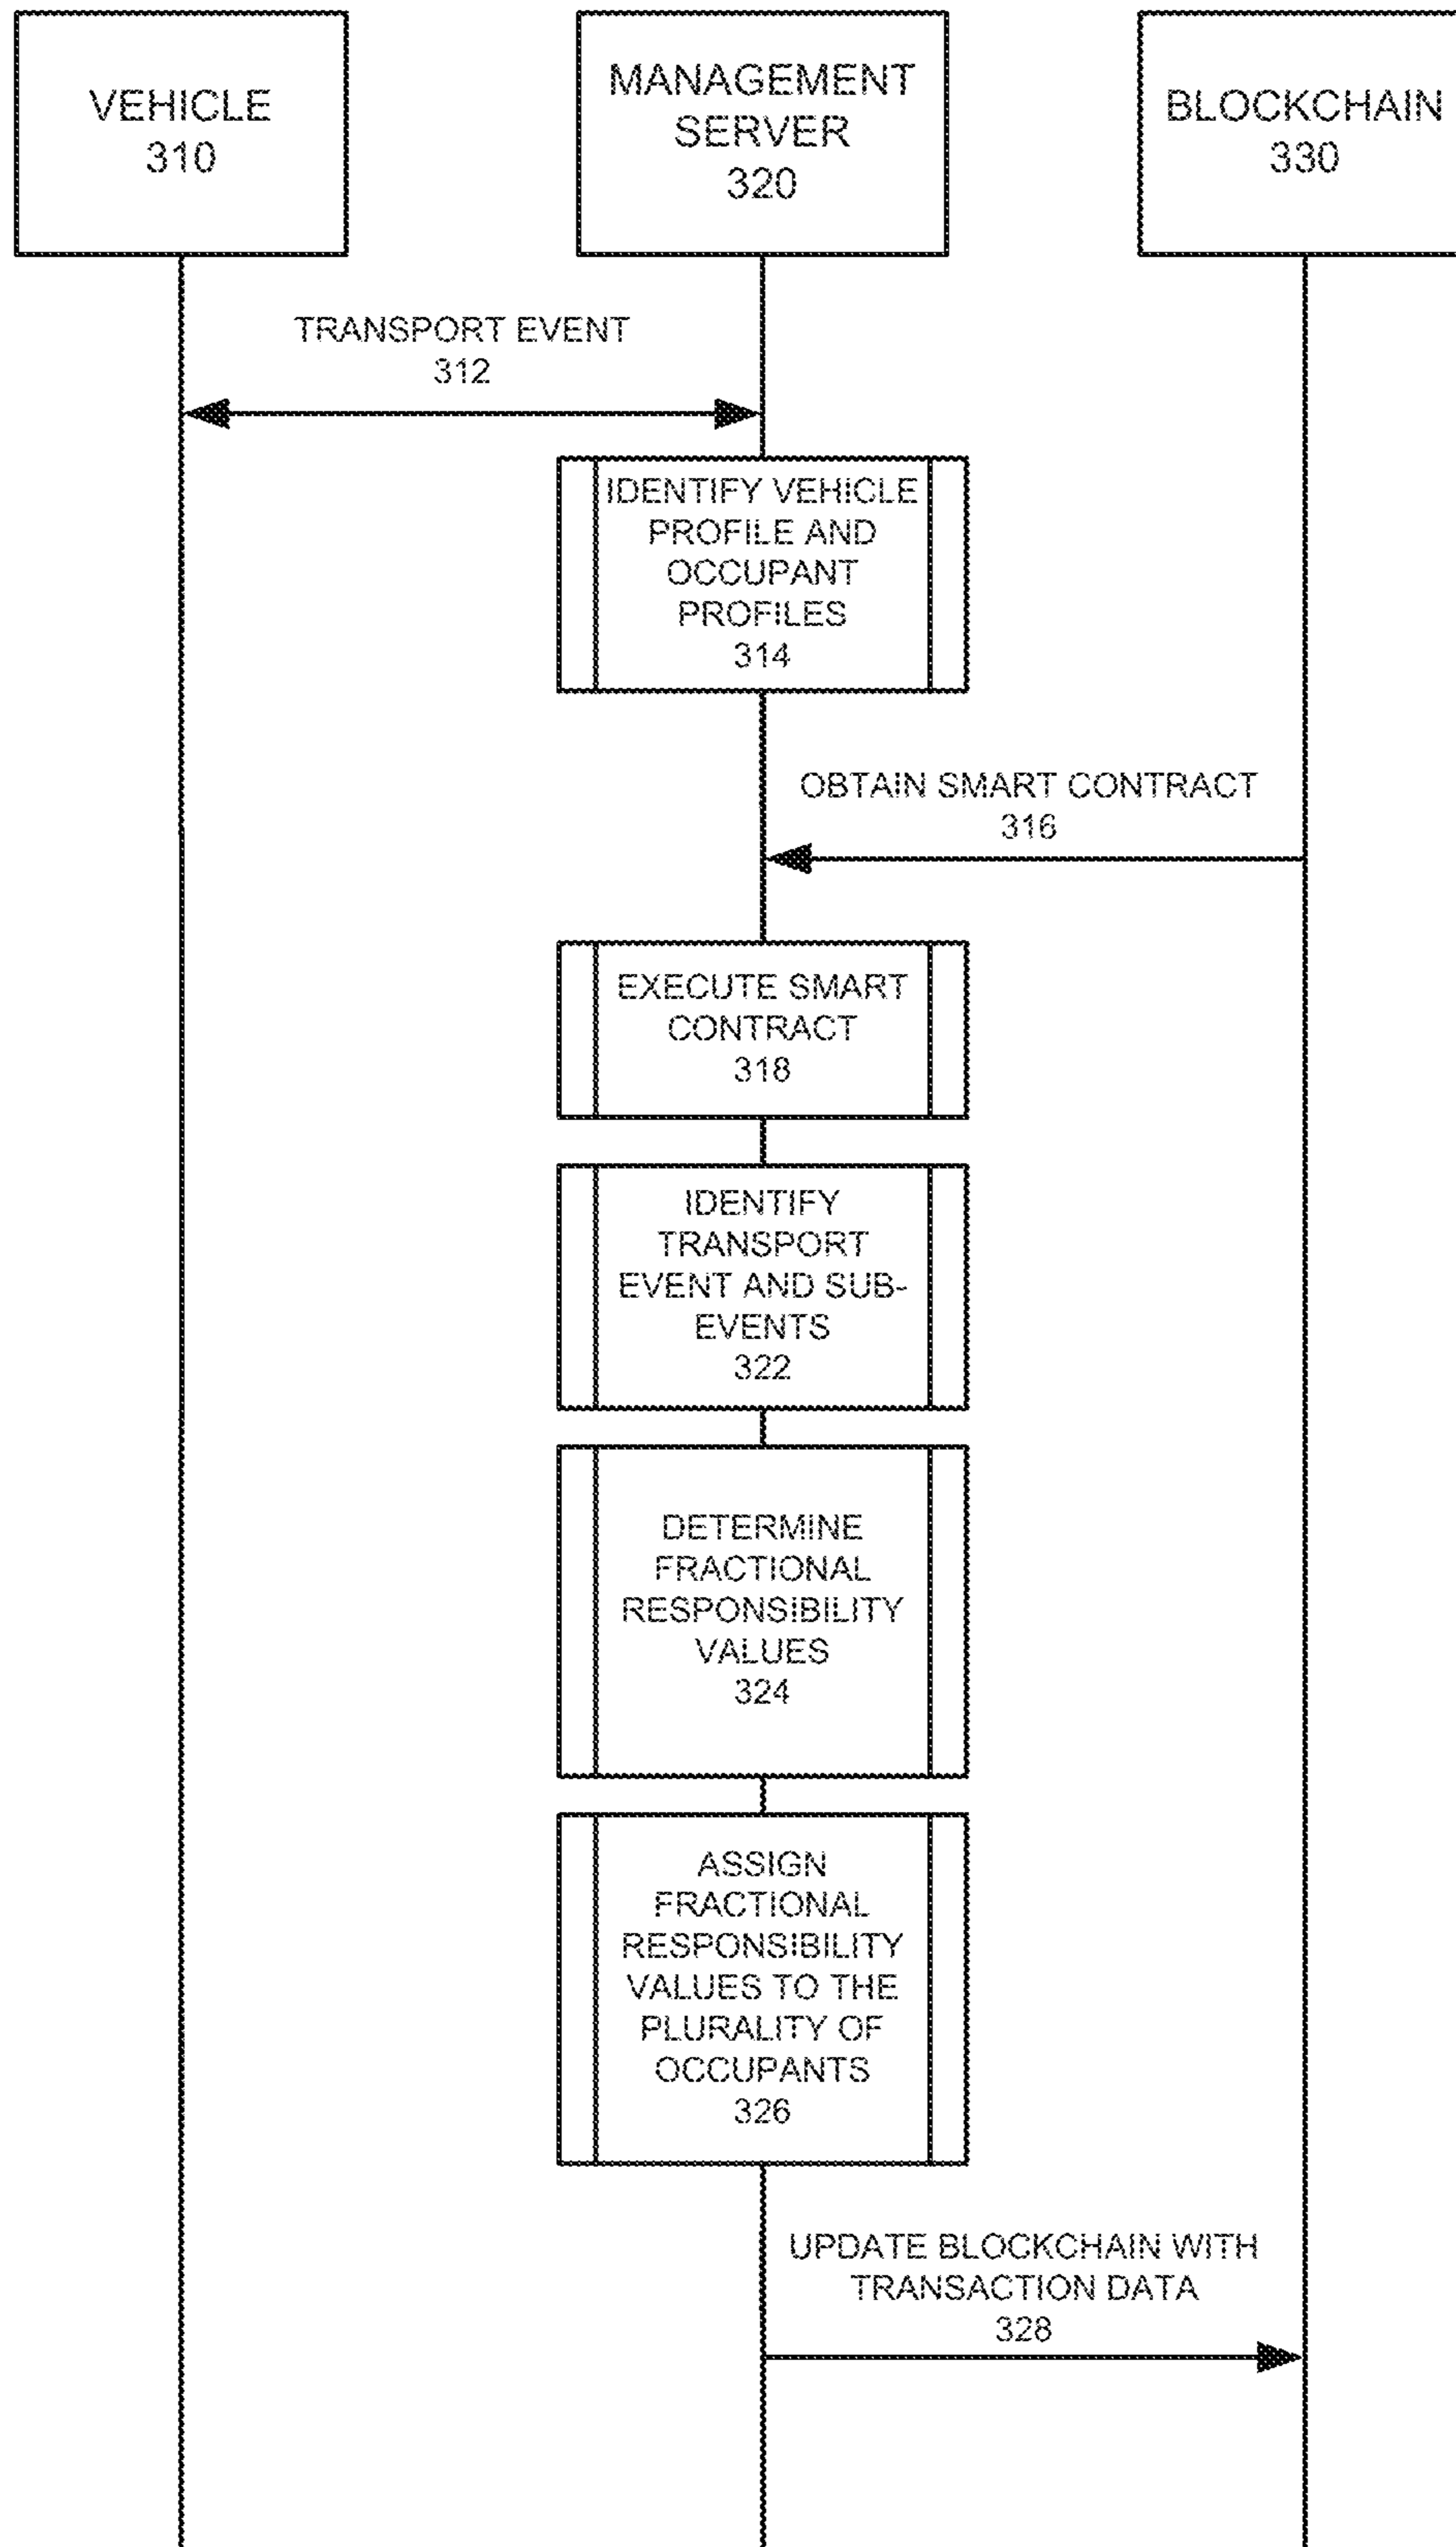 VEHICLE
310
MANAGEMENT
SERVER
320
BLOCKCHAIN
330
TRANSPORT EVENT
312
IDENTIFY VEHICLE
PROFILE AND
OCCUPANT
PROFILES
314
OBTAIN SMART CONTRACT
316
EXECUTE SMART
CONTRACT
318
IDENTIFY
TRANSPORT
EVENT AND SUB-
EVENTS
322
DETERMINE
FRACTIONAL
RESPONSIBILITY
VALUES
324
ASSIGN
FRACTIONAL
RESPONSIBILITY
VALUES TO THE
PLURALITY OF
OCCUPANTS
326
UPDATE BLOCKCHAIN WITH
TRANSACTION DATA
328